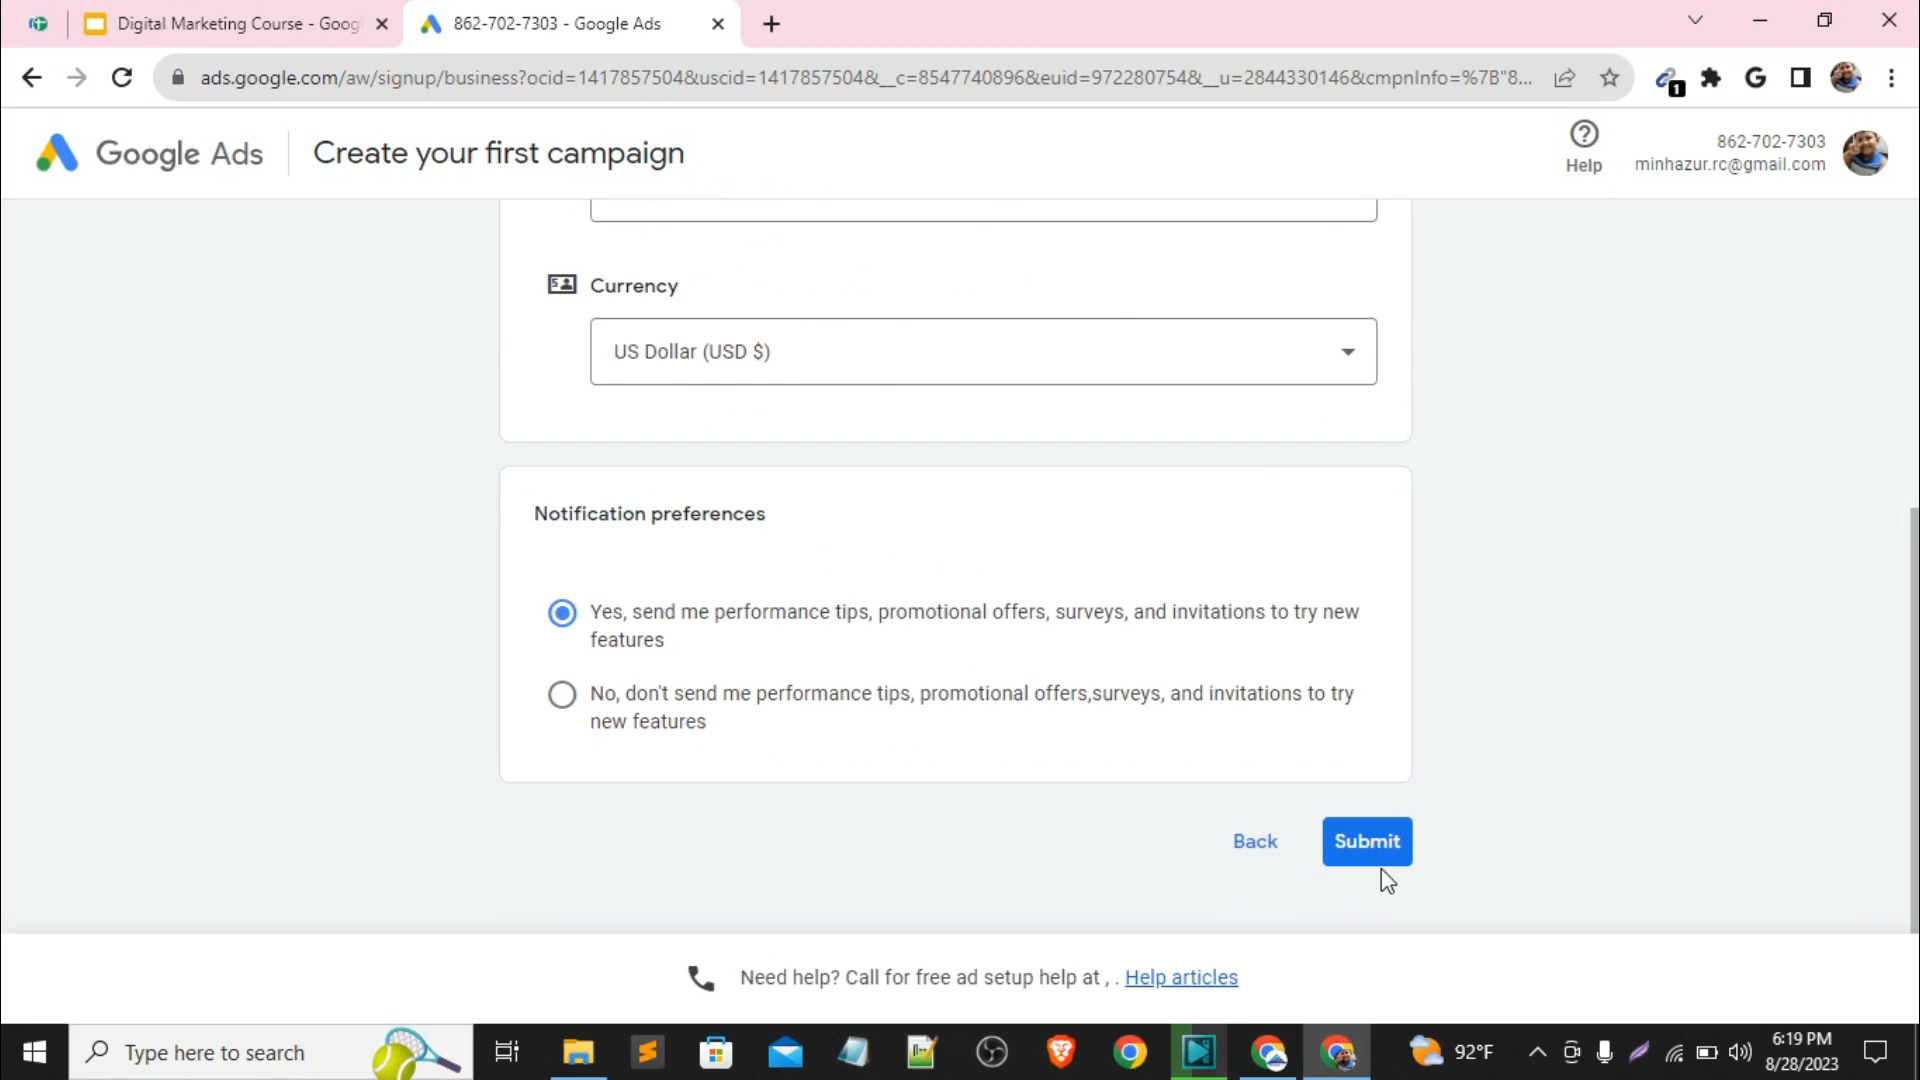 Digital Marketing Course - Goog
862-702-7303 - Google Ads
ads.google.com/aw/signup/business?ocid=1417857504&uscid=1417857504&__c=8547740896&euid=972280754&__u=2844330146&cmpnInfo=%7B"8...
1
Google Ads
Create your first campaign
Help
862-702-7303
minhazur.rc@gmail.com
Currency
US Dollar (USD $)
Notification preferences
Yes, send me performance tips, promotional offers, surveys, and invitations to try new
features
No, don't send me performance tips, promotional offers,surveys, and invitations to try
new features
Back
Submit
Need help? Call for free ad setup help at , . Help articles
Type here to search
92°F
6:19 PM
8/28/2023